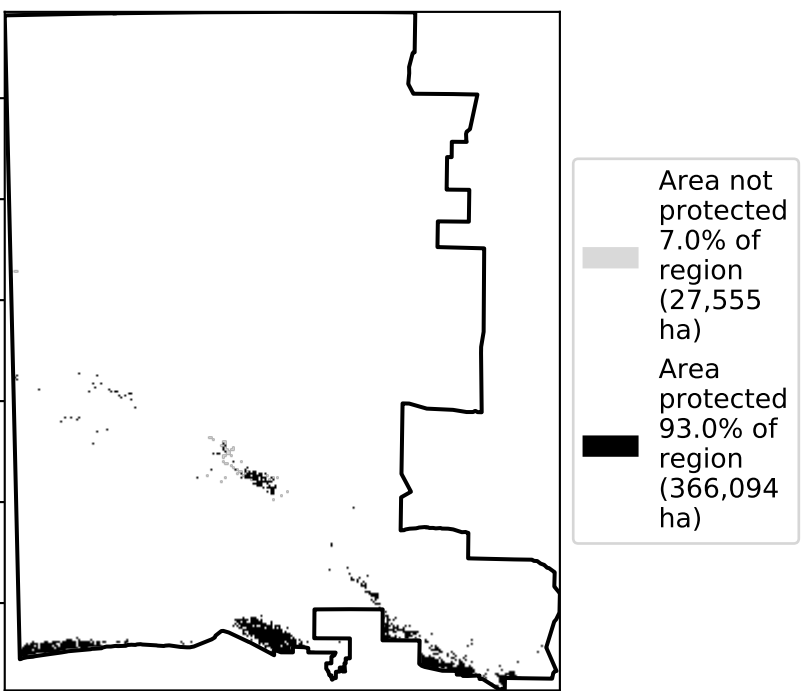 Area not
protected
7.0% of
region
(27,555
ha)
Area
protected
93.0% of
region
(366,094
ha)